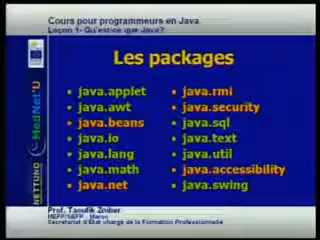 Cours pour programmeurs en Java
Leçon 1- Qu'est-ce que Java?
Les packages
• java.applet
• java.awt
• java.beans
• java.io
• java.lang
• java.math
• java.net
• java.rmi
• java.security
• java.sql
• java.text
• java.util
• java.accessibility
• java.swing
NETTUNO
MedNet'U
Prof. Taoufik Zniber
Secretariat d'Etat chargé de la Formation Professionnelle